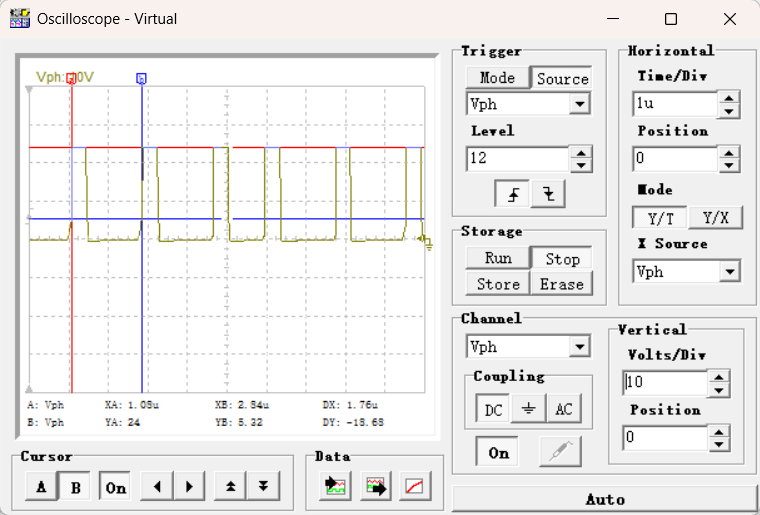 Oscilloscope - Virtual
Vph: 10V
A: Vph XA: 1.08u XB: 2.84u DX: 1.76u
B: Vph YA: 24 YB: 5.32 DY: -18.68
Cursor
A B On
Data
Trigger
Mode Source
Vph
Level
12
Storage
Run Stop
Store Erase
Horizontal
Time/Div
1u
Position
0
Mode
Y/T Y/X
X Source
Vph
Channel
Vph
Coupling
DC AC
On
Vertical
Volts/Div
10
Position
0
Auto